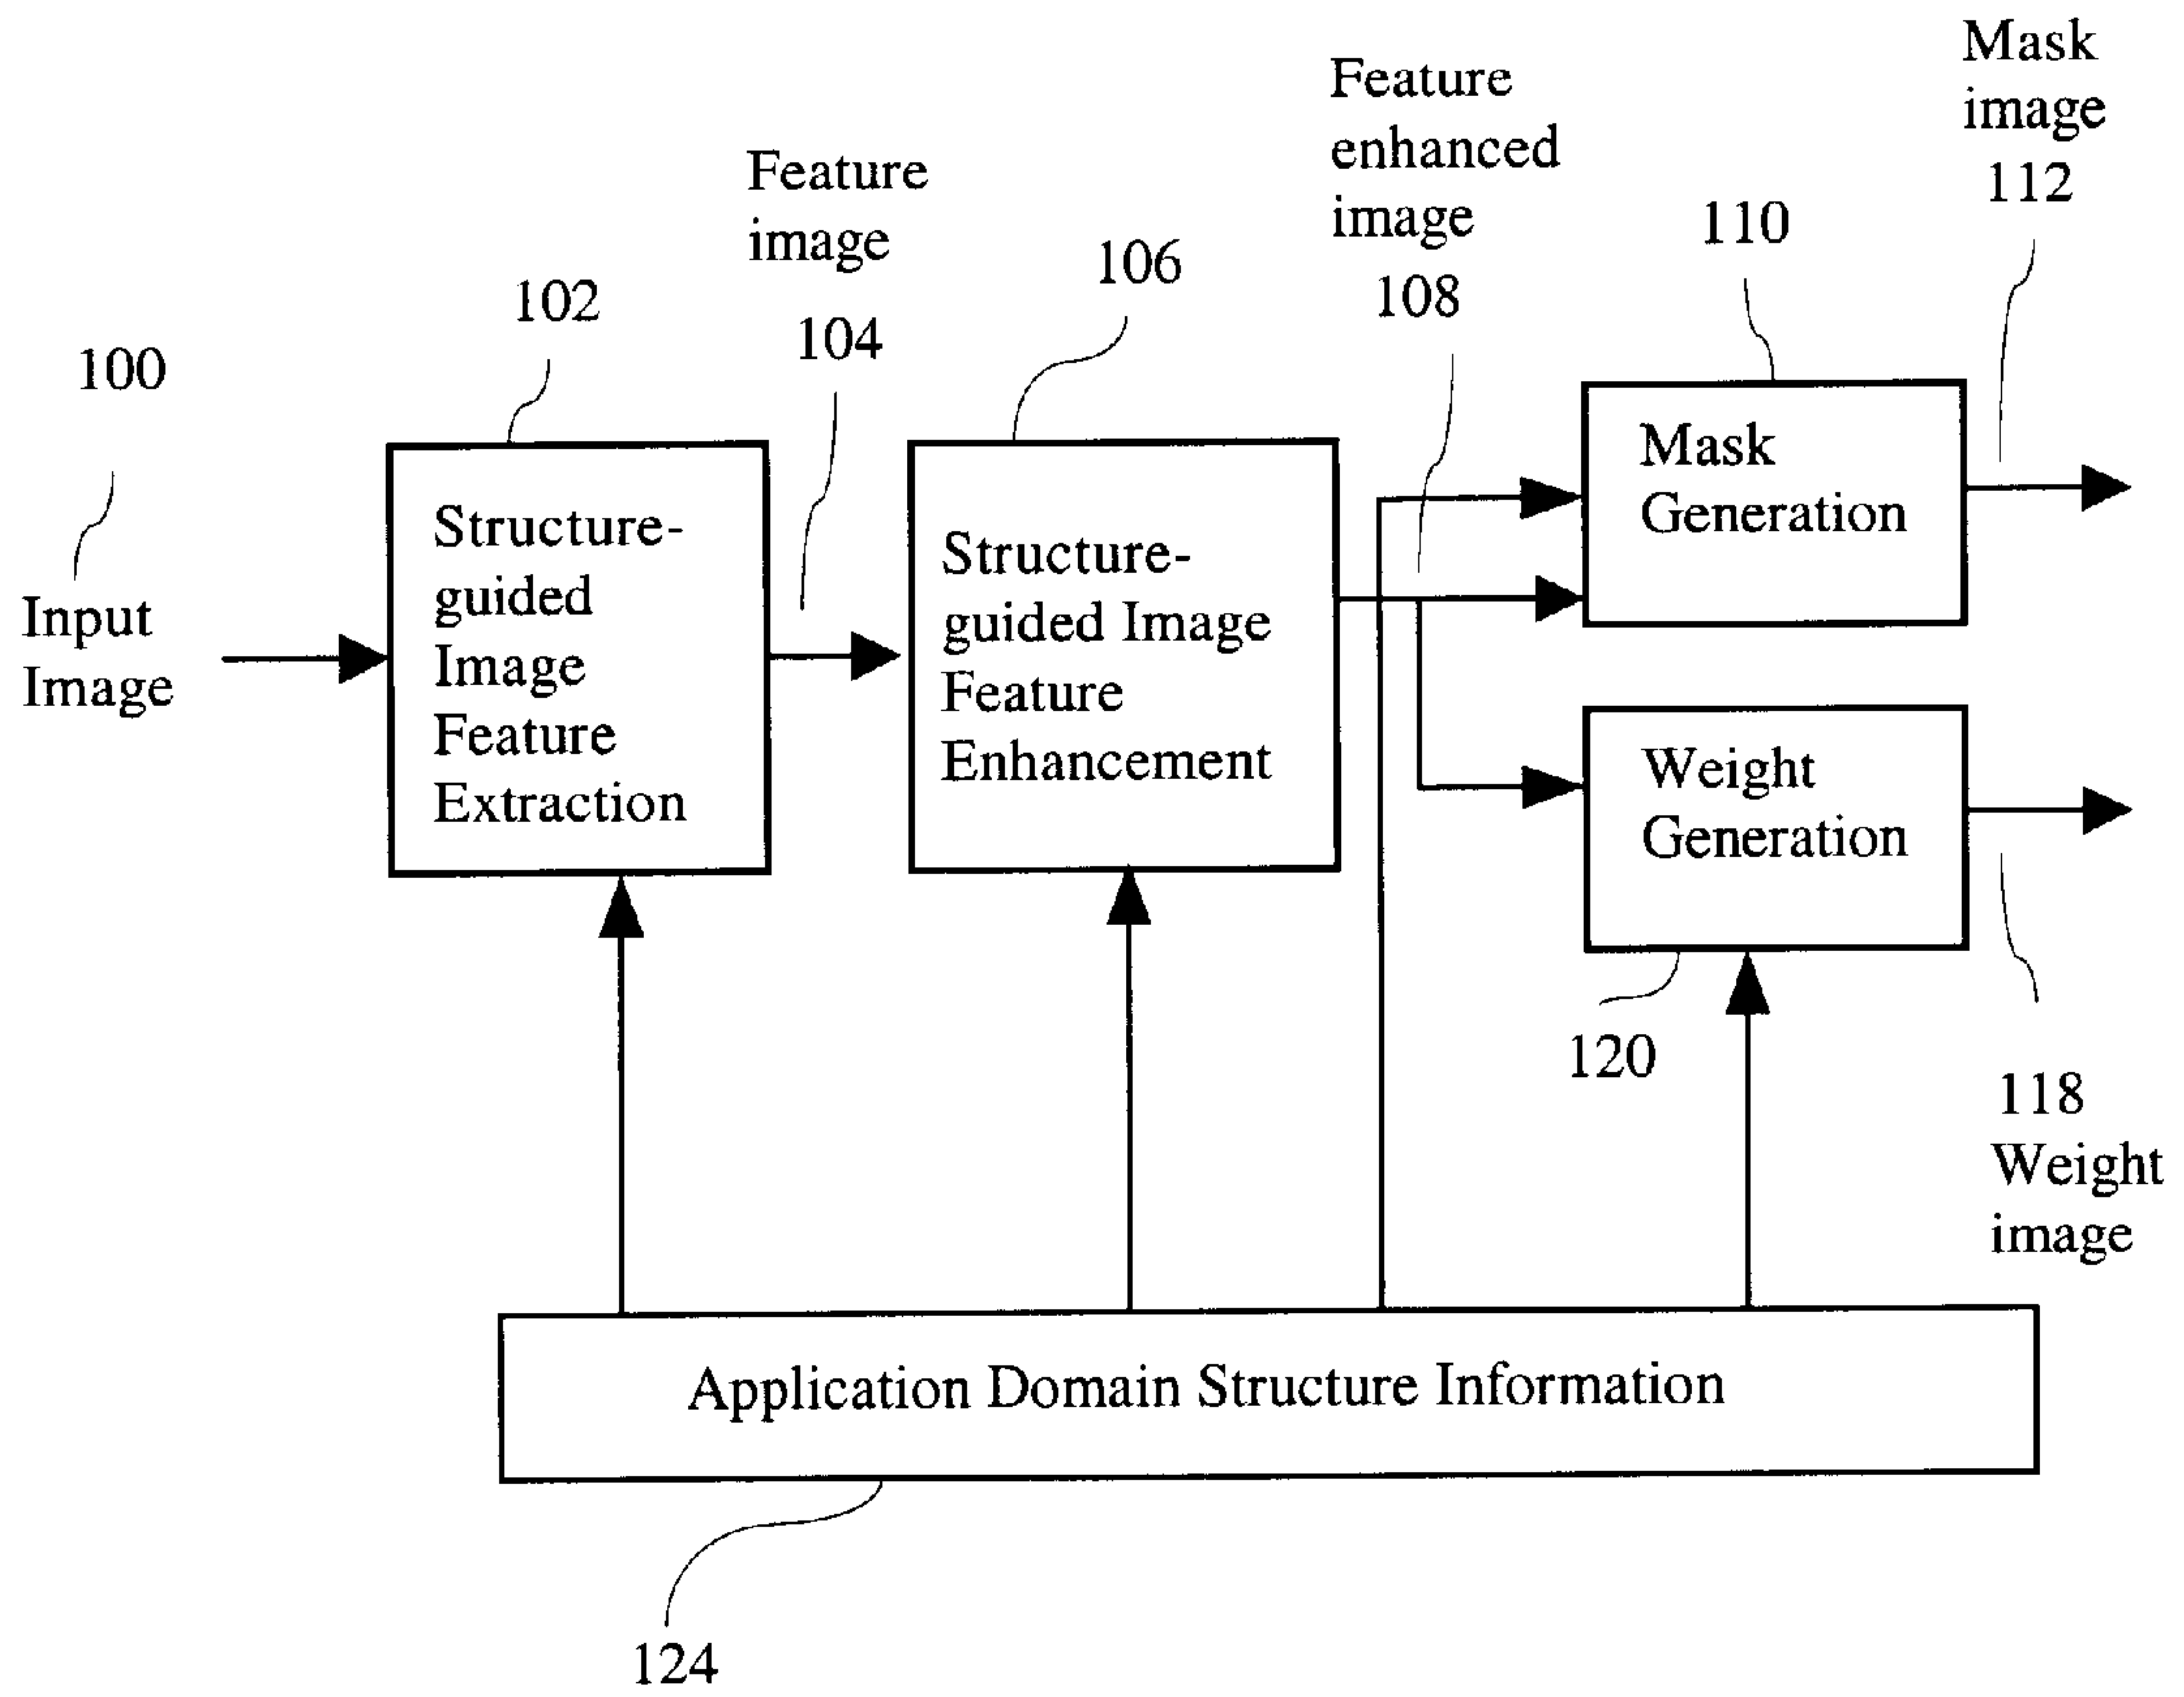 100
Input
Image
102
Structure-
guided
Image
Feature
Extraction
Feature
image
104
106
Structure-
guided Image
Feature
Enhancement
Feature
enhanced
image
108
110
Mask
Generation
Mask
image
112
Weight
Generation
120
118
Weight
image
Application Domain Structure Information
124